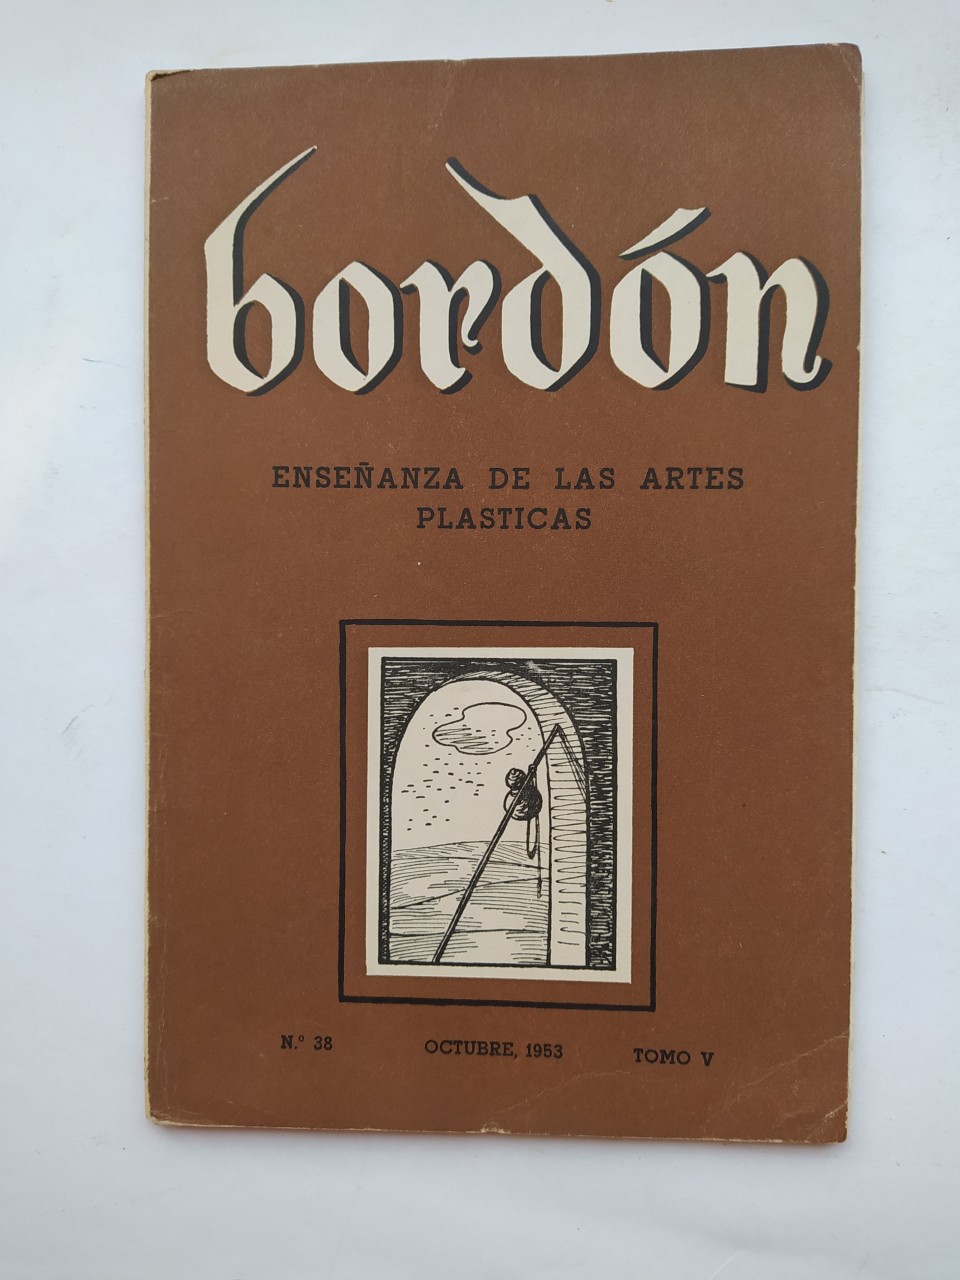 bordón
ENSEÑANZA DE LAS ARTES
PLASTICAS
N.º 38 OCTUBRE, 1953 TOMO V